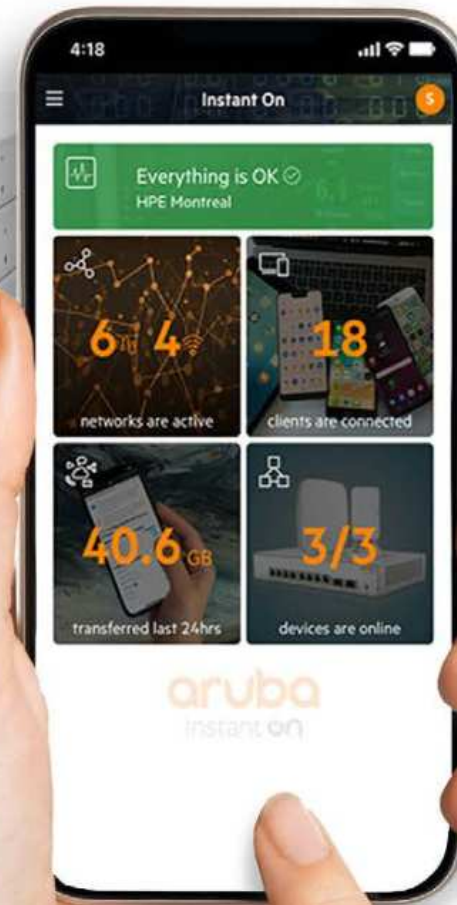 4:18
Instant On
S
Everything is OK
HPE Montreal
6 4
networks are active
18
clients are connected
40.6 GB
transferred last 24hrs
3/3
devices are online
aruba
instant on